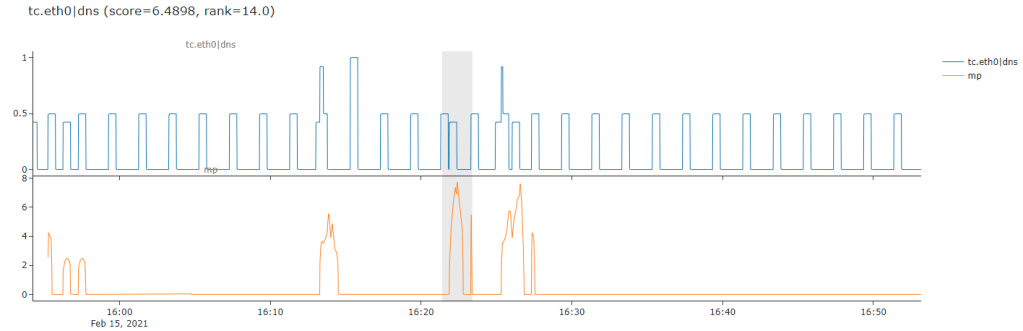 tc.eth0|dns (score=6.4898, rank=14.0)
tc.eth0|dns
1
0.5
0
tc.eth0|dns
mp
mp
8
6
4
2
0
16:00
16:10
16:20
16:30
16:40
16:50
Feb 15, 2021